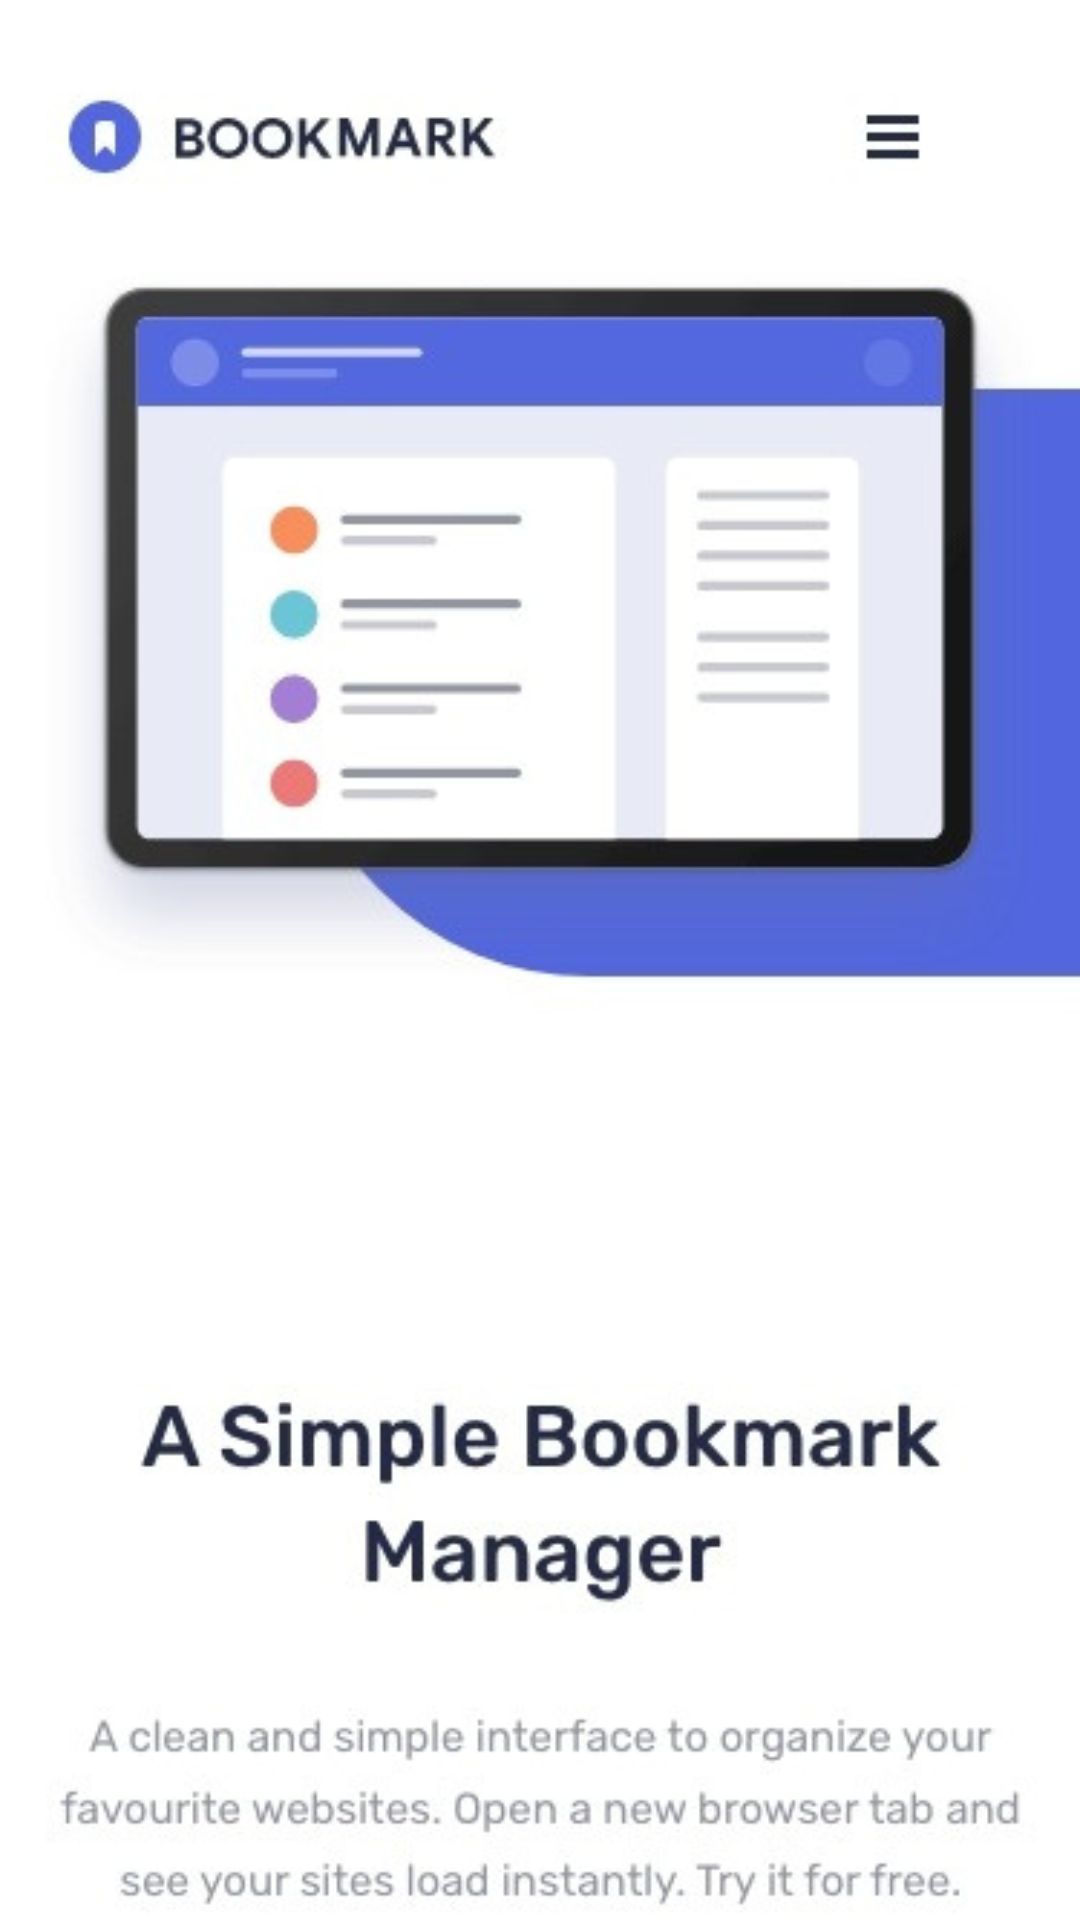 BOOKMARK
A Simple Bookmark
Manager
A clean and simple interface to organize your
favourite websites. Open a new browser tab and
see your sites load instantly. Try it for free.